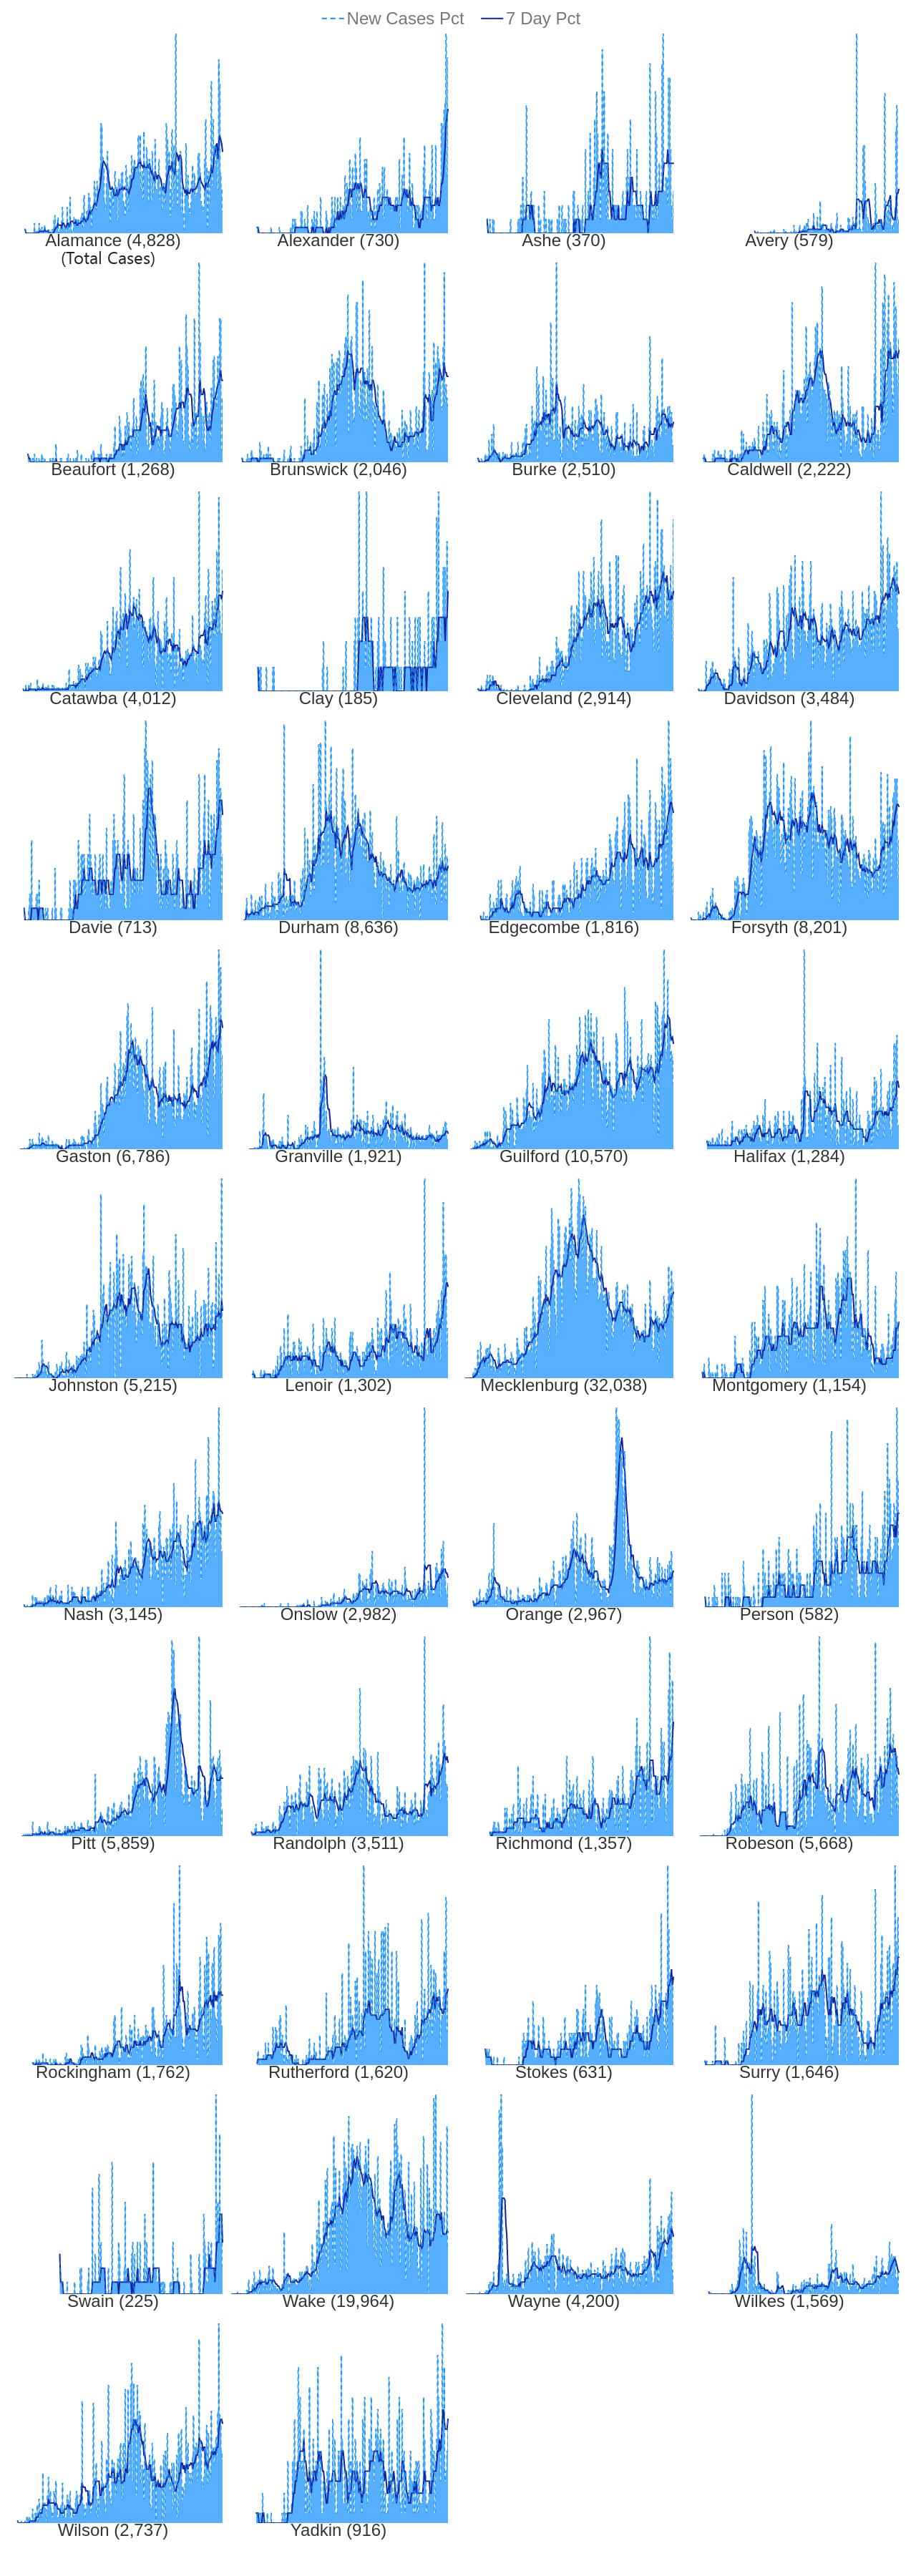 New Cases Pct 7 Day Pct
Alamance (4,828) Alexander (730) Ashe (370) Avery (579)
(Total Cases)
Beaufort (1,268) Brunswick (2,046) Burke (2,510) Caldwell (2,222)
Catawba (4,012) Clay (185) Cleveland (2,914) Davidson (3,484)
Davie (713) Durham (8,636) Edgecombe (1,816) Forsyth (8,201)
Gaston (6,786) Granville (1,921) Guilford (10,570) Halifax (1,284)
Johnston (5,215) Lenoir (1,302) Mecklenburg (32,038) Montgomery (1,154)
Nash (3,145) Onslow (2,982) Orange (2,967) Person (582)
Pitt (5,859) Randolph (3,511) Richmond (1,357) Robeson (5,668)
Rockingham (1,762) Rutherford (1,620) Stokes (631) Surry (1,646)
Swain (225) Wake (19,964) Wayne (4,200) Wilkes (1,569)
Wilson (2,737) Yadkin (916)